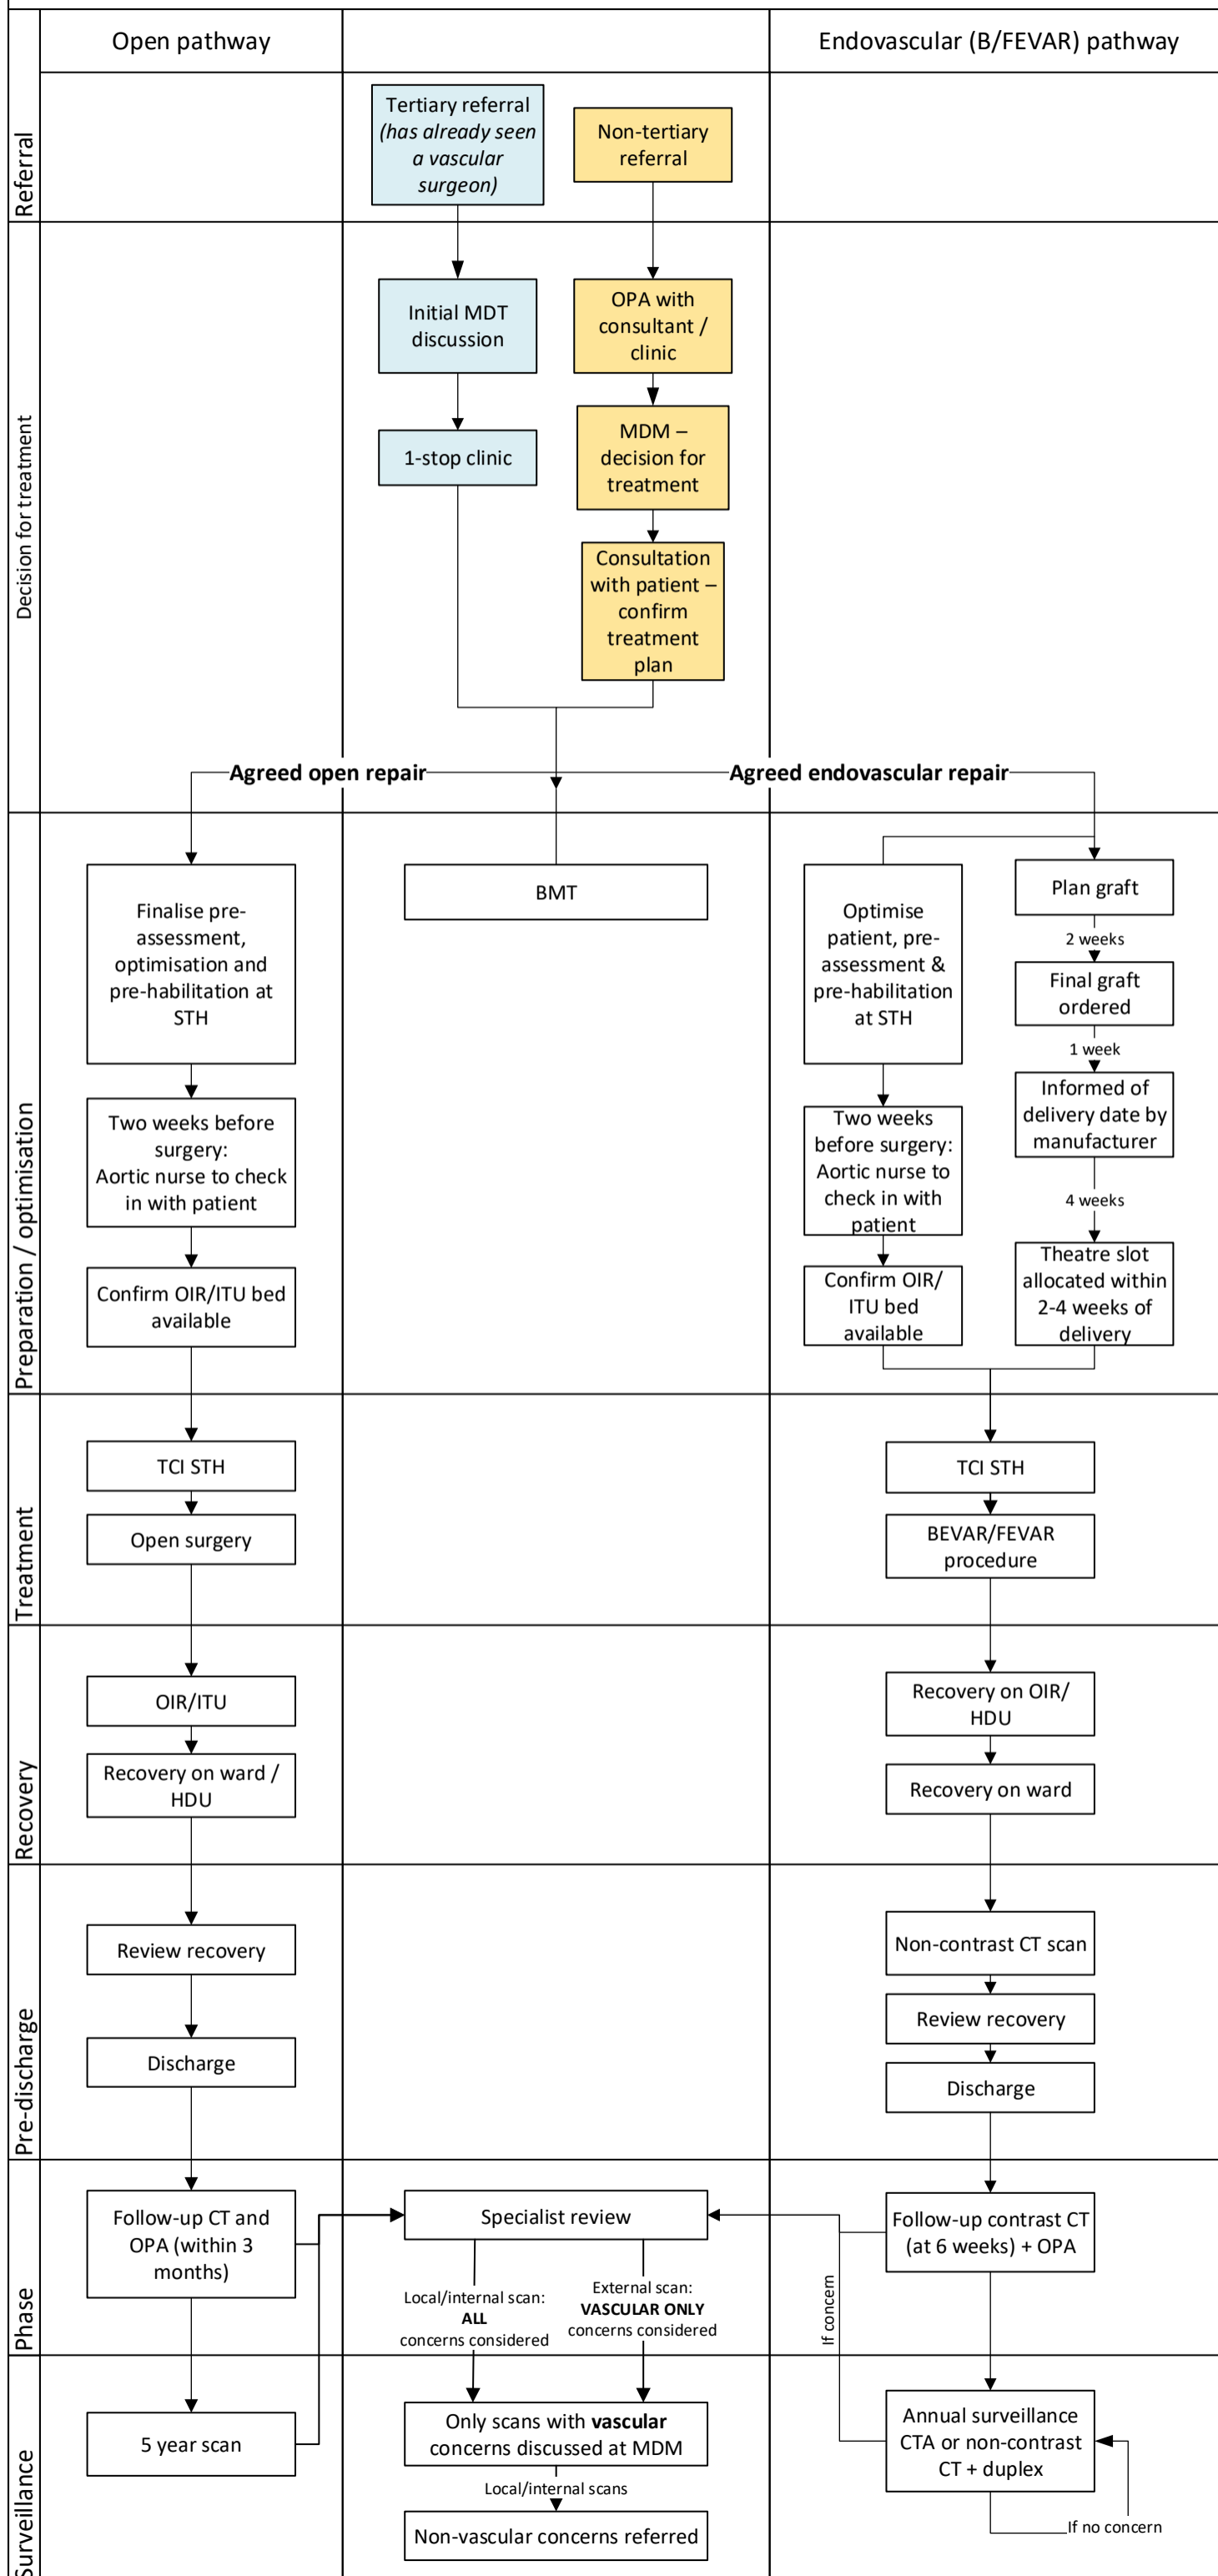 Open pathway
Endovascular (B/FEVAR) pathway
Referral
Tertiary referral
(has already seen
a vascular
surgeon)
Non-tertiary
referral
Decision for treatment
Initial MDT
discussion
OPA with
consultant /
clinic
1-stop clinic
MDM –
decision for
treatment
Consultation
with patient –
confirm
treatment
plan
Agreed open repair
Agreed endovascular repair
Preparation / optimisation
Finalise pre-
assessment,
optimisation and
pre-habilitation at
STH
Two weeks before
surgery:
Aortic nurse to check
in with patient
Confirm OIR/ITU bed
available
BMT
Optimise
patient, pre-
assessment &
pre-habilitation
at STH
Two weeks
before surgery:
Aortic nurse to
check in with
patient
Confirm OIR/
ITU bed
available
Plan graft
2 weeks
Final graft
ordered
1 week
Informed of
delivery date by
manufacturer
4 weeks
Theatre slot
allocated within
2-4 weeks of
delivery
Treatment
TCI STH
Open surgery
TCI STH
BEVAR/FEVAR
procedure
Recovery
OIR/ITU
Recovery on ward /
HDU
Recovery on OIR/
HDU
Recovery on ward
Pre-discharge
Review recovery
Discharge
Non-contrast CT scan
Review recovery
Discharge
Phase
Follow-up CT and
OPA (within 3
months)
Specialist review
Local/internal scan:
ALL
concerns considered
External scan:
VASCULAR ONLY
concerns considered
If concern
Follow-up contrast CT
(at 6 weeks) + OPA
Surveillance
5 year scan
Only scans with vascular
concerns discussed at MDM
Local/internal scans
Non-vascular concerns referred
Annual surveillance
CTA or non-contrast
CT + duplex
If no concern